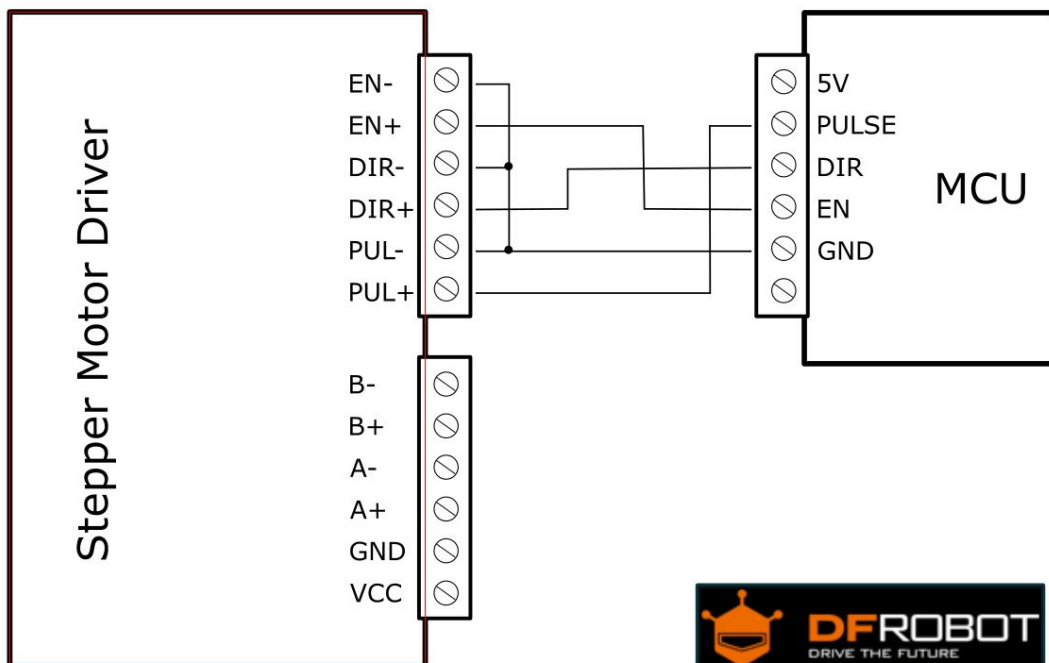 Stepper Motor Driver
EN-
EN+
DIR-
DIR+
PUL-
PUL+
B-
B+
A-
A+
GND
VCC
5V
PULSE
DIR
EN
GND
MCU
DFROBOT
DRIVE THE FUTURE